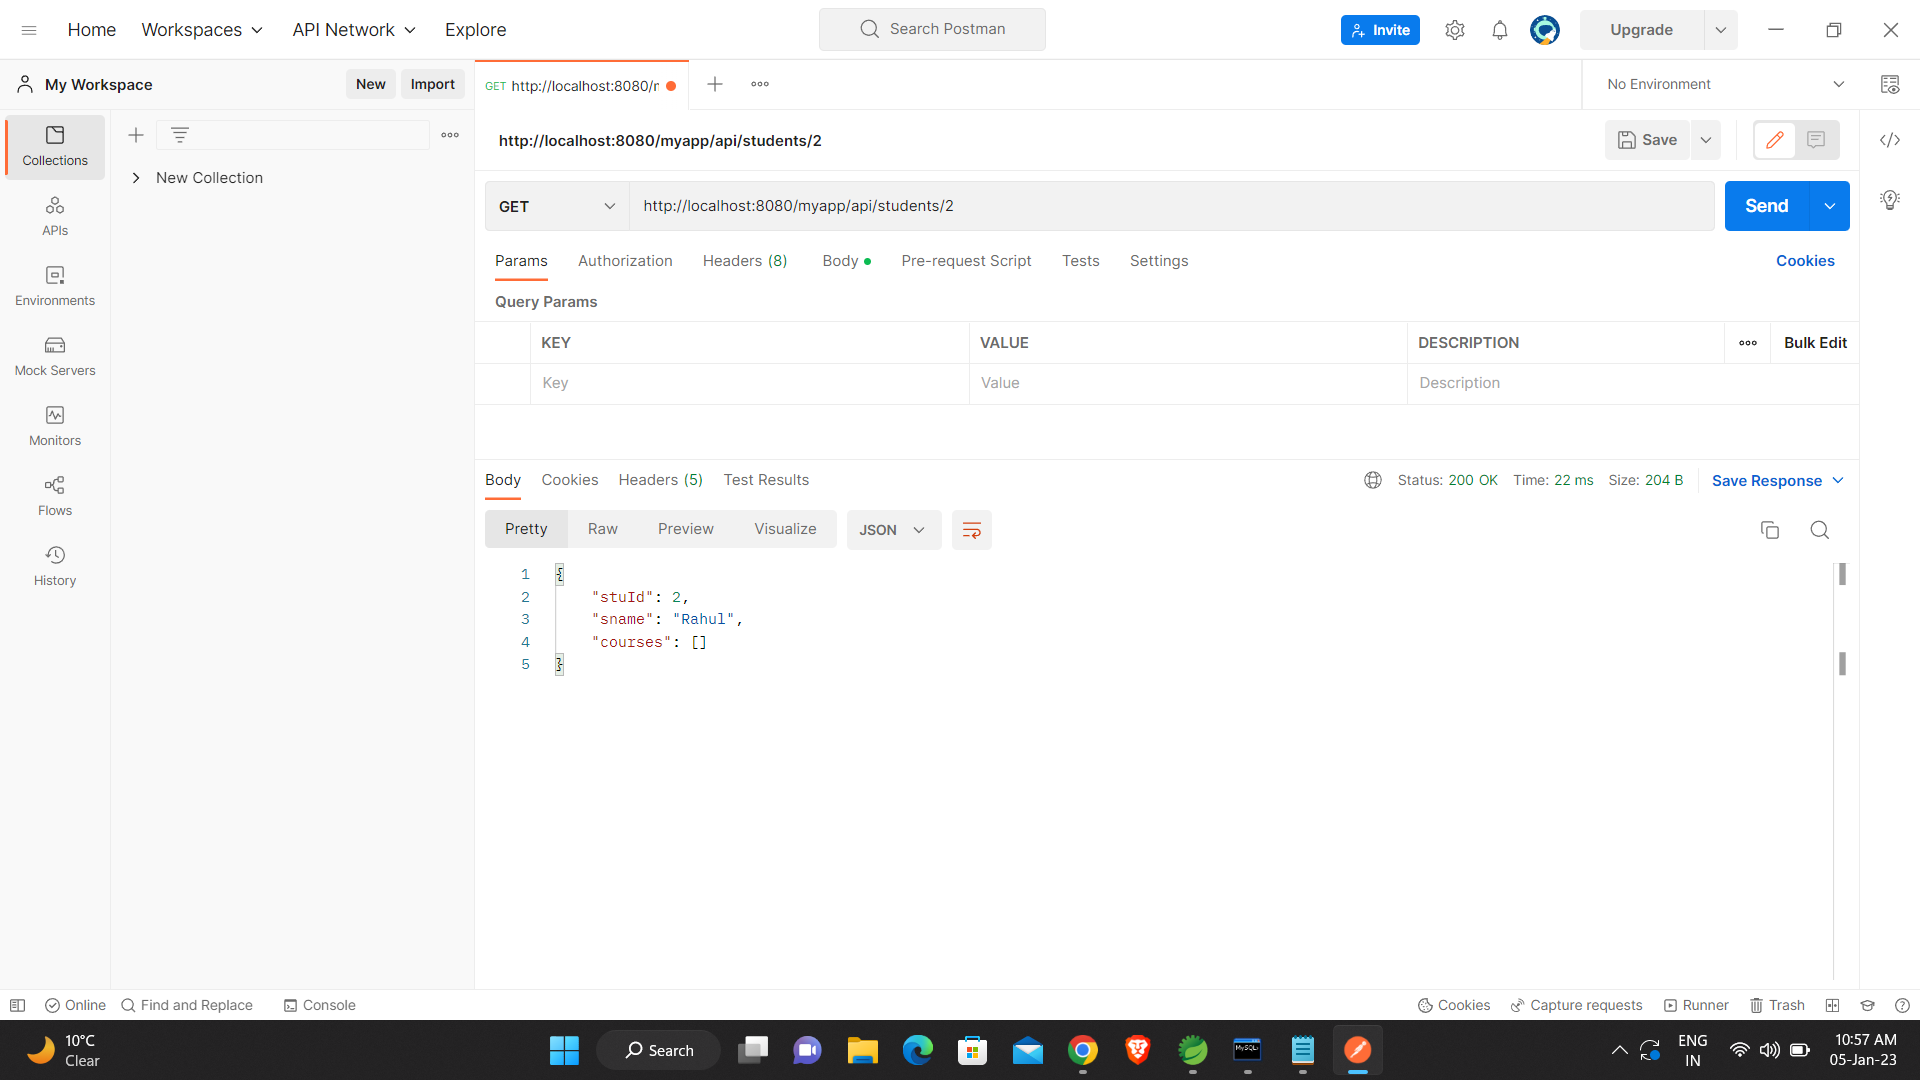 Home Workspaces API Network Explore Search Postman Invite Upgrade
My Workspace New Import GET http://localhost:8080/r No Environment
Collections
APIs
Environments
Mock Servers
Monitors
Flows
History
New Collection
http://localhost:8080/myapp/api/students/2 Save
GET http://localhost:8080/myapp/api/students/2 Send
Params Authorization Headers (8) Body Pre-request Script Tests Settings Cookies
Query Params
KEY VALUE DESCRIPTION Bulk Edit
Key Value Description
Body Cookies Headers (5) Test Results Status: 200 OK Time: 22 ms Size: 204 B Save Response
Pretty Raw Preview Visualize JSON
1 {
2 "stuId": 2,
3 "sname": "Rahul",
4 "courses": []
5 }
Online Find and Replace Console Cookies Capture requests Runner Trash
10°C
Clear
Search
MySQL
ENG
IN
10:57 AM
05-Jan-23